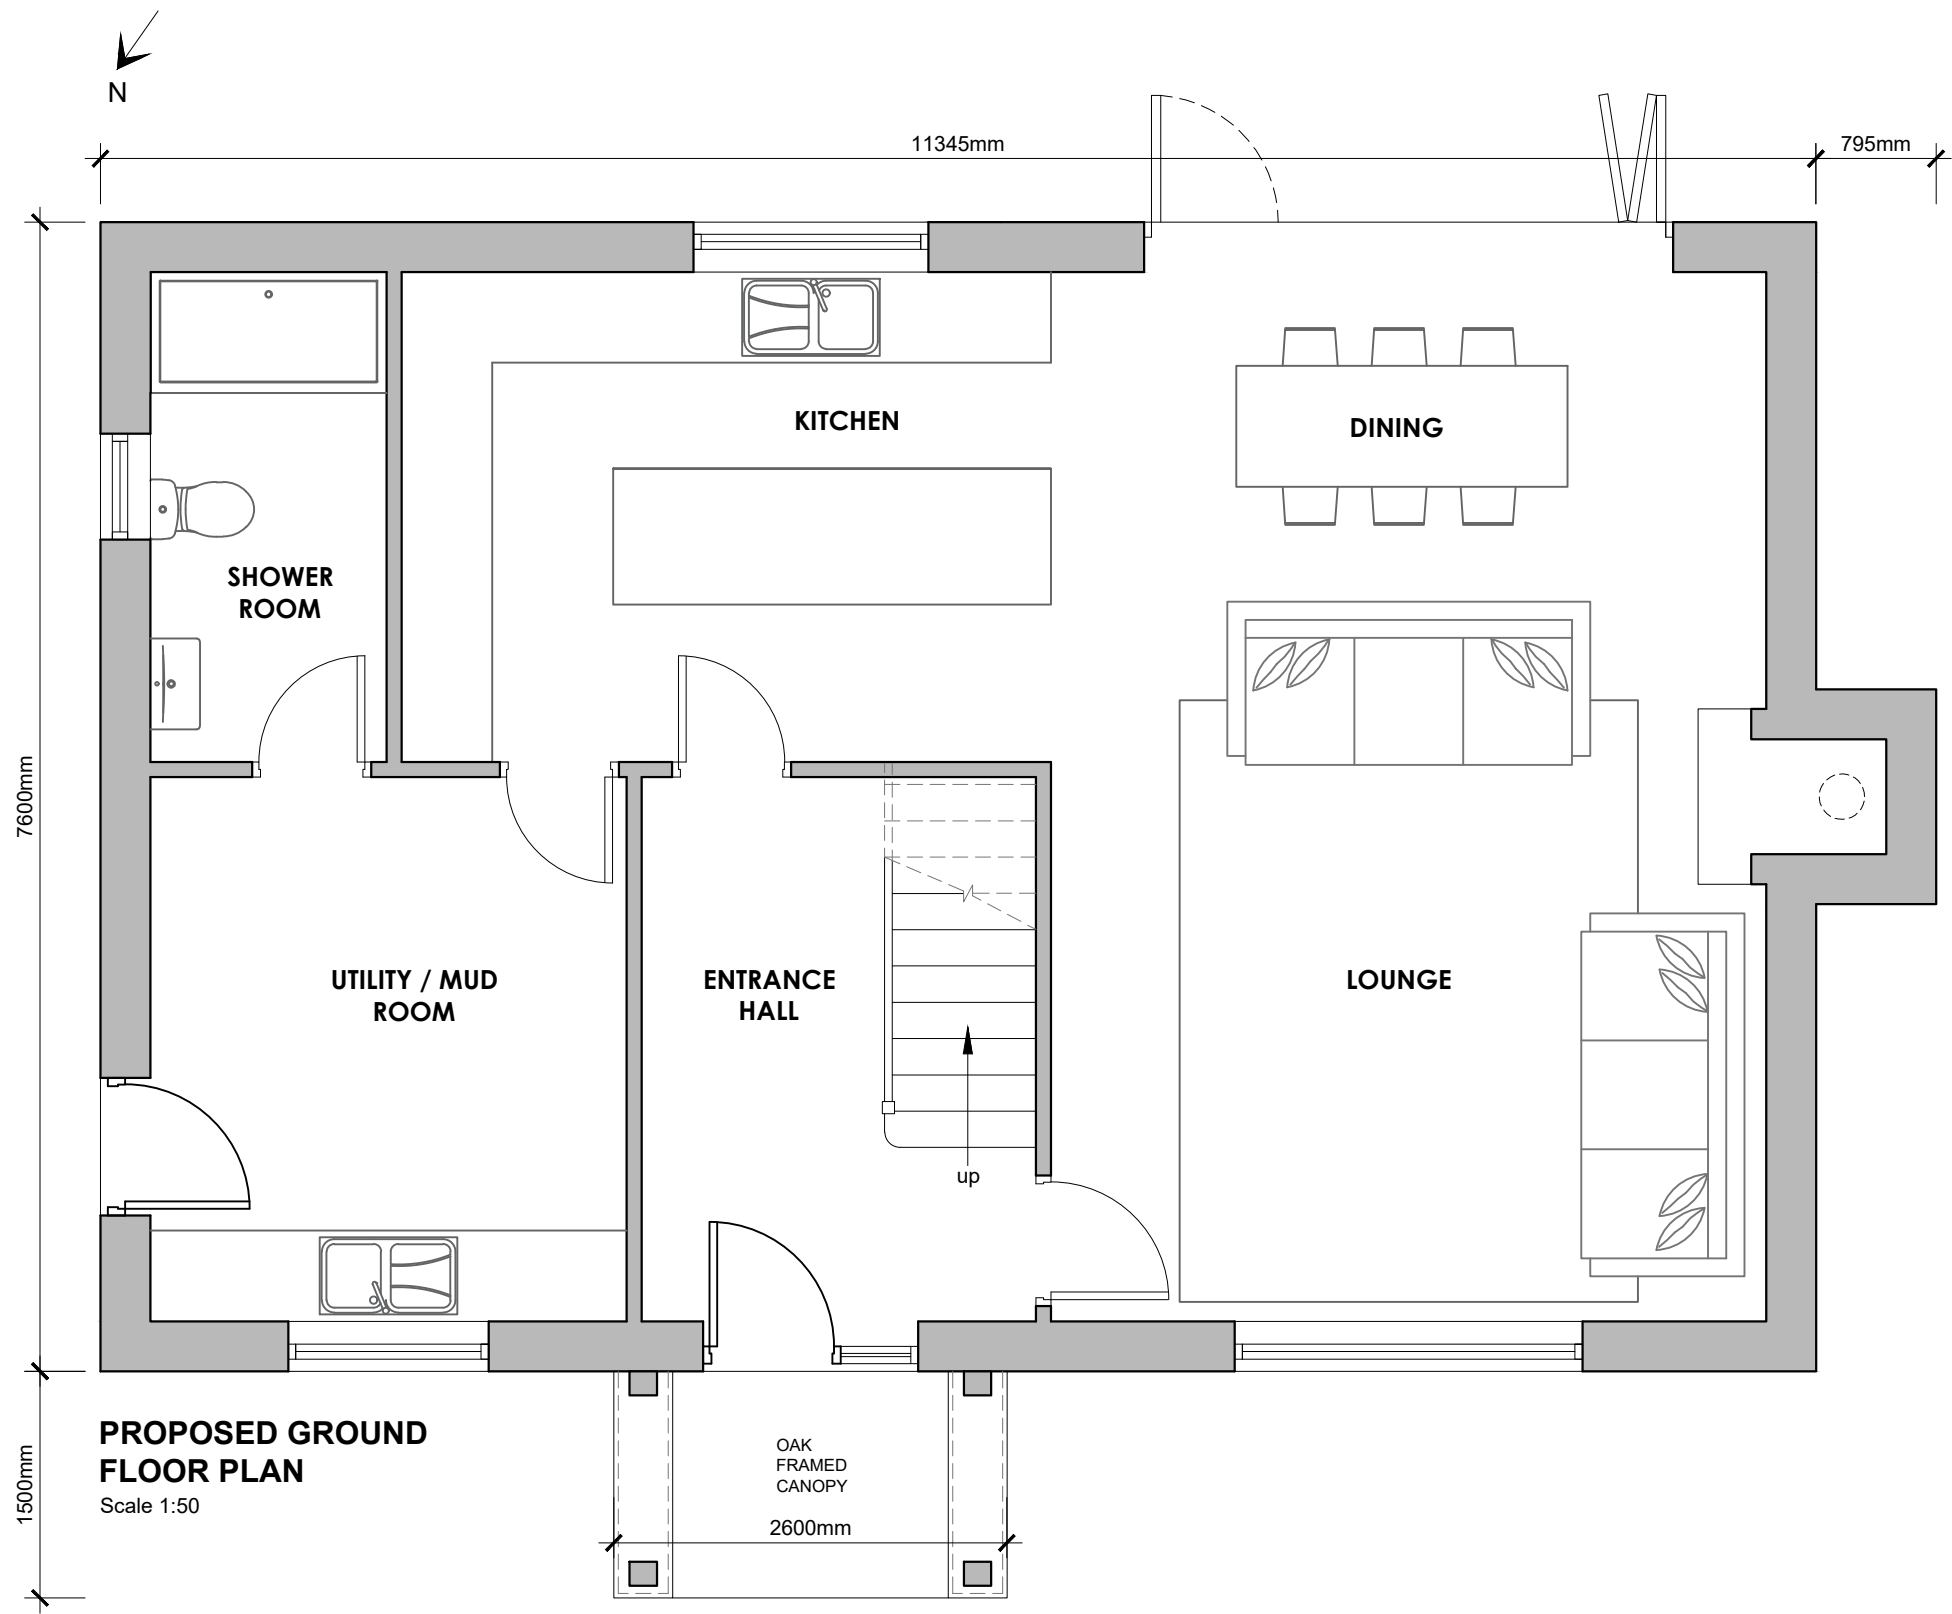 N
11345mm
795mm
KITCHEN
DINING
SHOWER
ROOM
7600mm
UTILITY / MUD
ROOM
ENTRANCE
HALL
LOUNGE
up
PROPOSED GROUND
FLOOR PLAN
Scale 1:50
OAK
FRAMED
CANOPY
1500mm
2600mm